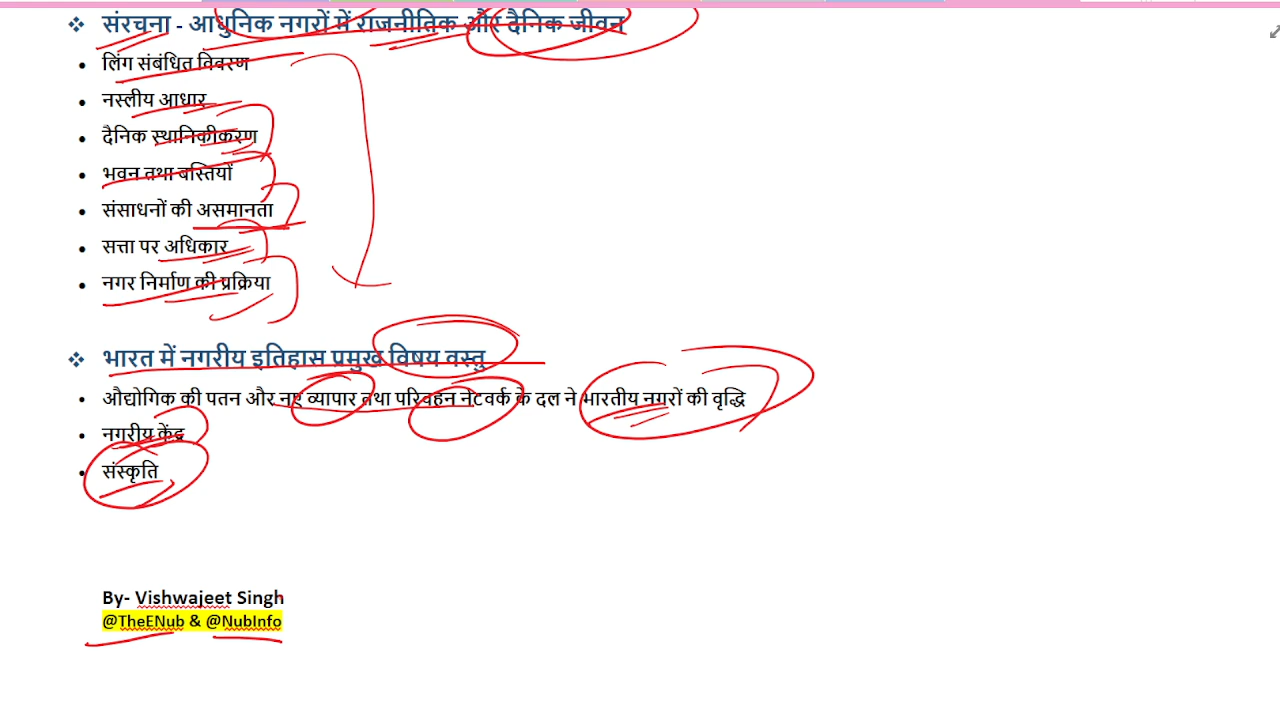 ❖ संरचना - आधुनिक नगरों में राजनीतिक और दैनिक जीवन
• लिंग संबंधित विवरण
• नस्लीय आधार
• दैनिक स्थानिकीकरण
• भवन तथा बस्तियों
• संसाधनों की असमानता
• सत्ता पर अधिकार
• नगर निर्माण की प्रक्रिया
❖ भारत में नगरीय इतिहास प्रमुख विषय वस्तु
• औद्योगिक की पतन और नए व्यापार तथा परिवहन नेटवर्क के दल ने भारतीय नगरों की वृद्धि
• नगरीय केंद्र
• संस्कृति
By- Vishwajeet Singh
@TheENub & @NubInfo